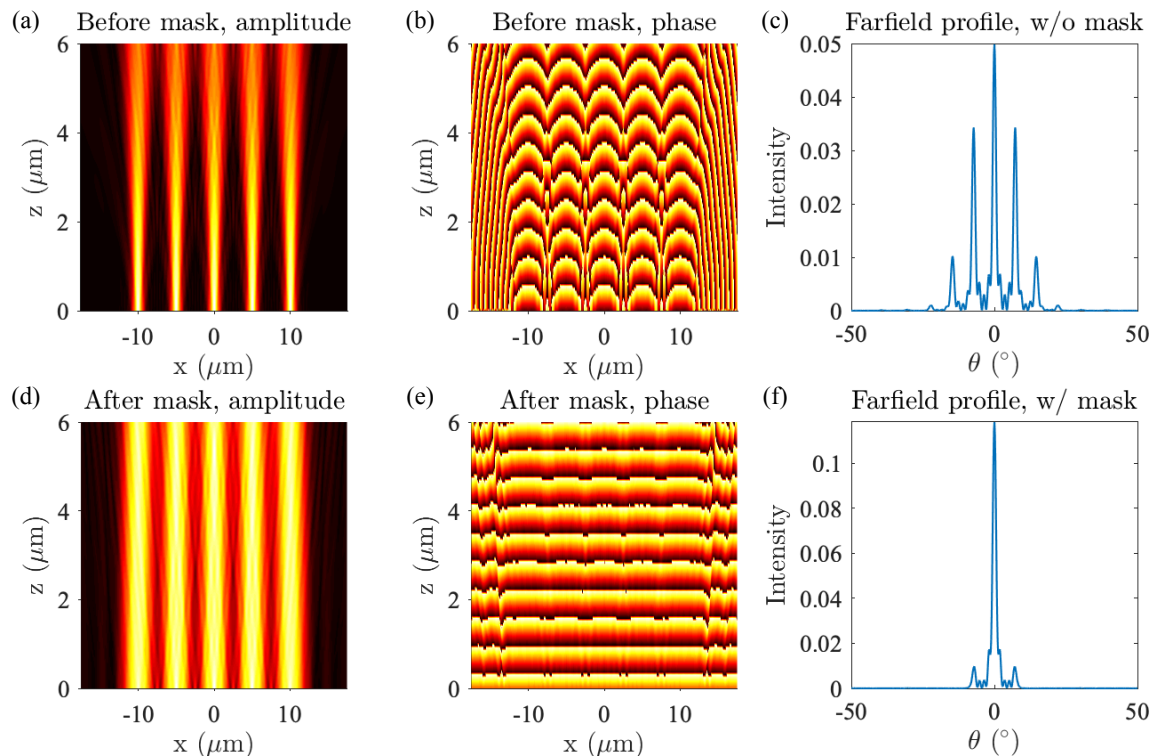 (a) Before mask, amplitude
6
4
2
0
z (μm)
-10 0 10
x (μm)
(b) Before mask, phase
6
4
2
0
z (μm)
-10 0 10
x (μm)
(c) Farfield profile, w/o mask
0.05
0.04
0.03
0.02
0.01
0
Intensity
-50 0 50
θ (°)
(d) After mask, amplitude
6
4
2
0
z (μm)
-10 0 10
x (μm)
(e) After mask, phase
6
4
2
0
z (μm)
-10 0 10
x (μm)
(f) Farfield profile, w/ mask
0.1
0.08
0.06
0.04
0.02
0
Intensity
-50 0 50
θ (°)